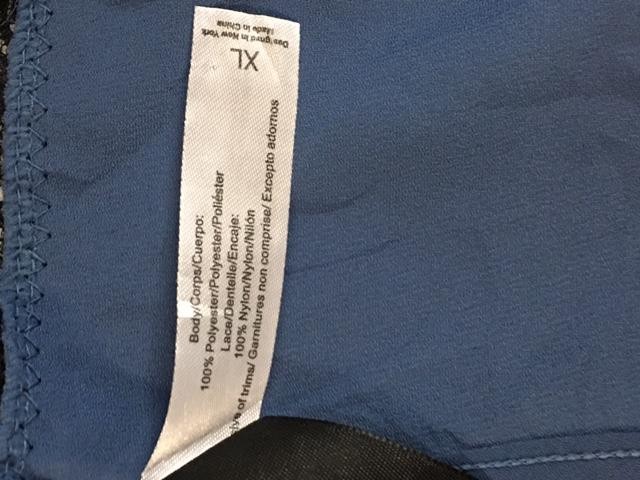 XL
Designed in New York
Made in China
Body/Corps/Cuerpo:
100% Polyester/Polyester/Poliéster
Lace/Dentelle/Encaje:
100% Nylon/Nylon/Nilón
of trims/ Garnitures non comprise/ Excepto adornos